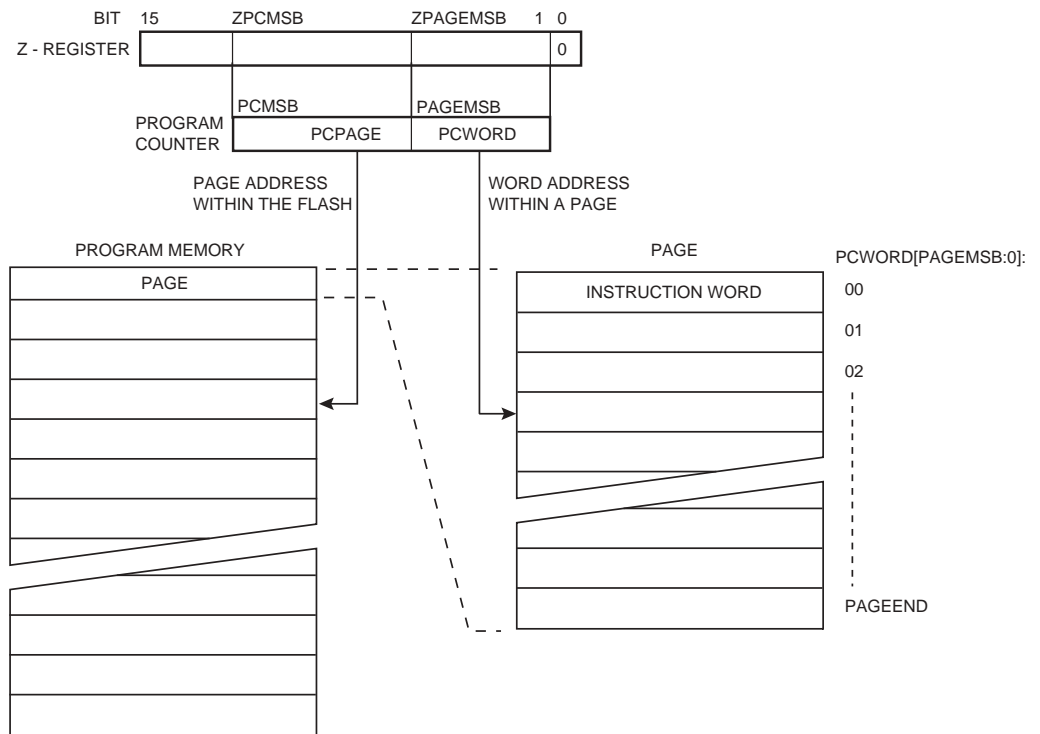 BIT 15 ZPCMSB ZPAGEMSB 1 0
Z - REGISTER 0
PCMSB PAGEMSB
PROGRAM
COUNTER
PCPAGE PCWORD
PAGE ADDRESS
WITHIN THE FLASH
WORD ADDRESS
WITHIN A PAGE
PROGRAM MEMORY
PAGE
PAGE
INSTRUCTION WORD
PCWORD[PAGEMSB:0]:
00
01
02
PAGEEND